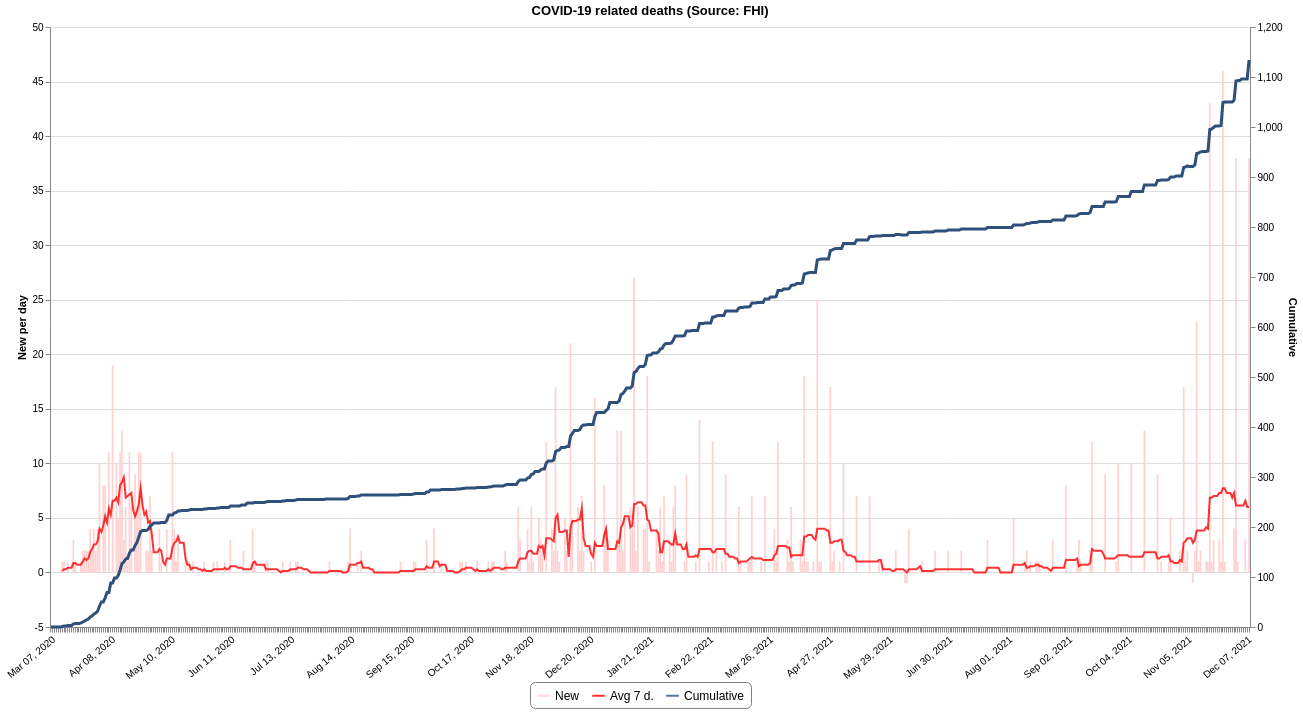 COVID-19 related deaths (Source: FHI)
50
45
40
35
30
25
20
15
10
5
0
-5
New per day
1,200
1,100
1,000
900
800
700
600
500
400
300
200
100
0
Cumulative
Mar 07, 2020
Apr 08, 2020
May 10, 2020
Jun 11, 2020
Jul 13, 2020
Aug 14, 2020
Sep 15, 2020
Oct 17, 2020
Nov 18, 2020
Dec 20, 2020
Jan 21, 2021
Feb 22, 2021
Mar 26, 2021
Apr 27, 2021
May 29, 2021
Jun 30, 2021
Aug 01, 2021
Sep 02, 2021
Oct 04, 2021
Nov 05, 2021
Dec 07, 2021
New Avg 7 d. Cumulative